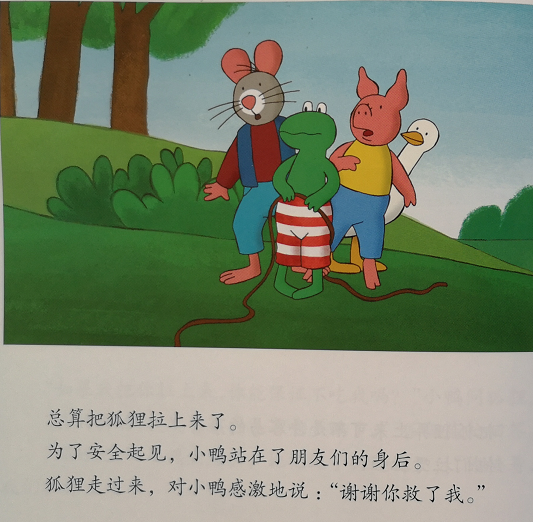 总算把狐狸拉上来了。
为了安全起见，小鸭站在了朋友们的身后。
狐狸走过来，对小鸭感激地说：“谢谢你救了我。”